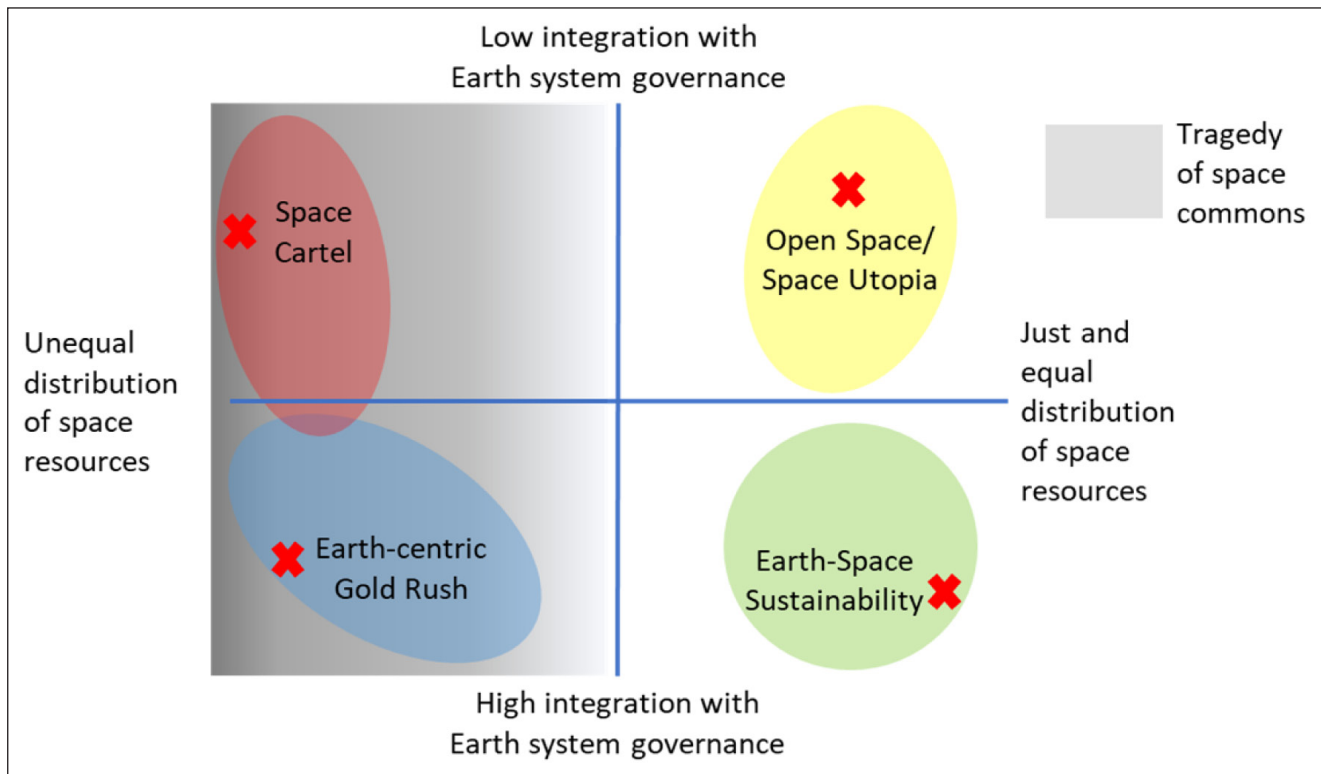 Low integration with
Earth system governance
Tragedy
of space
commons
Space
Cartel
Open Space/
Space Utopia
Unequal
distribution
of space
resources
Just and
equal
distribution
of space
resources
Earth-centric
Gold Rush
Earth-Space
Sustainability
High integration with
Earth system governance